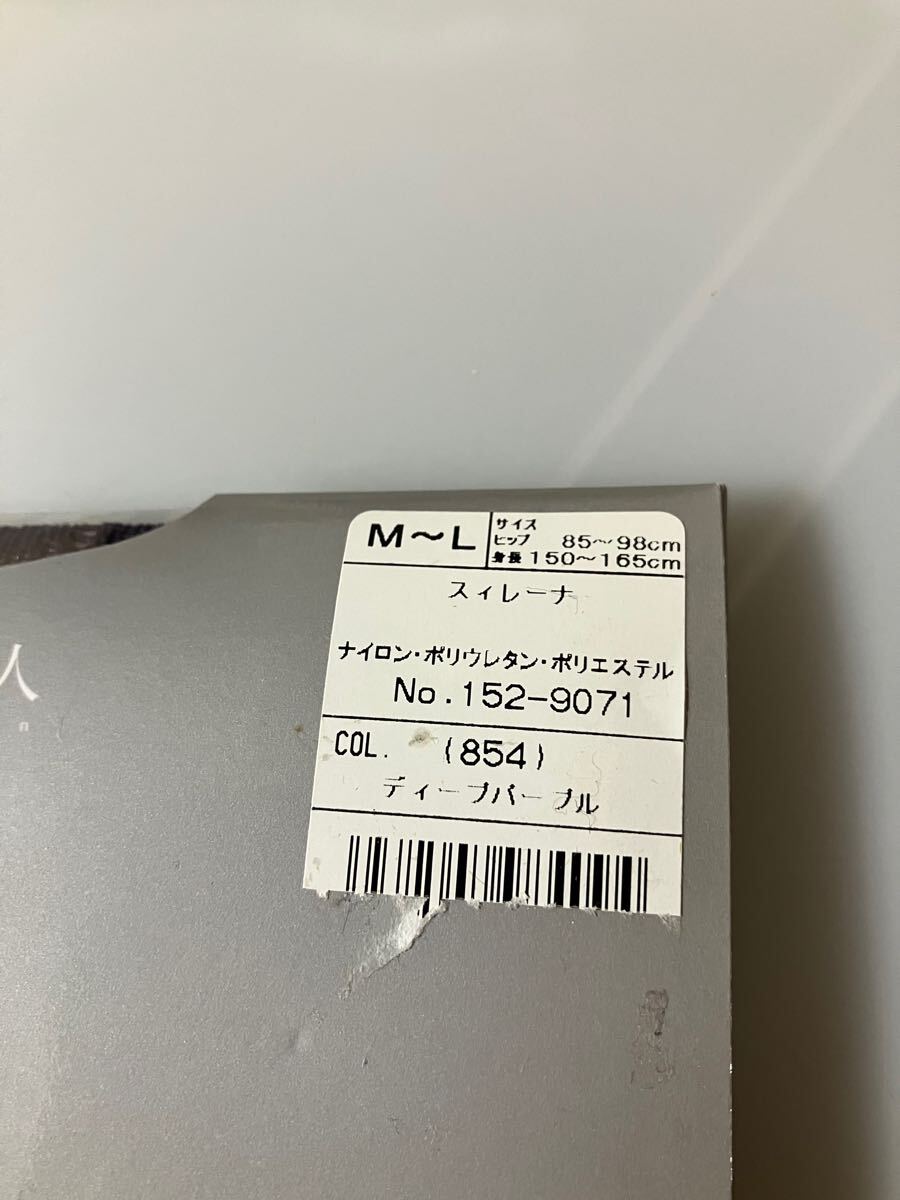 M〜L
サイズ
ヒップ 85〜98cm
身長 150〜165cm
スィレーナ
ナイロン・ポリウレタン・ポリエステル
No.152-9071
COL. (854)
ディープパープル
人
n